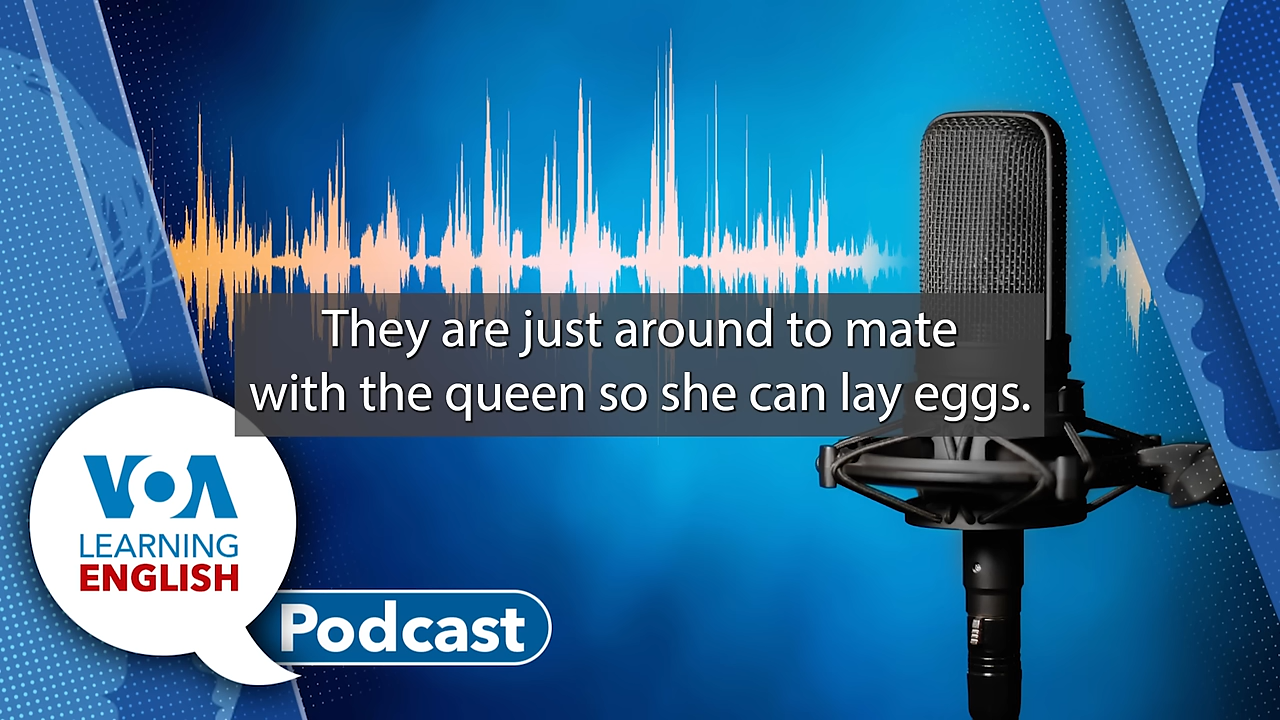 They are just around to mate
with the queen so she can lay eggs.
VOA
LEARNING
ENGLISH
Podcast